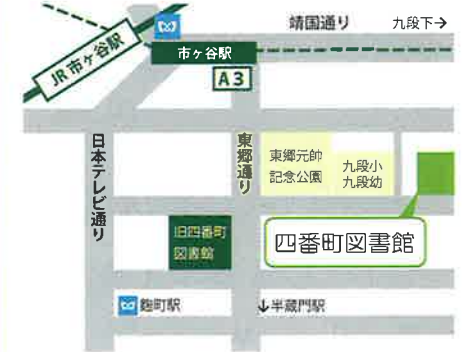 靖国通り
九段下→
JR市ヶ谷駅
市ヶ谷駅
A3
日本テレビ通り
東郷通り
東郷元帥
記念公園
九段小
九段幼
旧四番町
図書館
四番町図書館
麴町駅
↓半蔵門駅